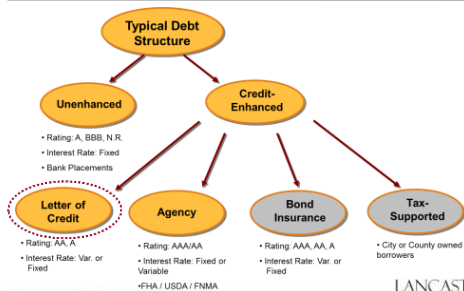 Typical Debt
Structure
Unenhanced
Credit-
Enhanced
• Rating: A, BBB, N.R.
• Interest Rate: Fixed
• Bank Placements
Letter of
Credit
Agency
Bond
Insurance
Tax-
Supported
• Rating: AA, A
• Interest Rate: Var. or
Fixed
• Rating: AAA/AA
• Interest Rate: Fixed or
Variable
•FHA / USDA / FNMA
• Rating: AAA, AA, A
• Interest Rate: Var. or
Fixed
• City or County owned
borrowers
LANCAST